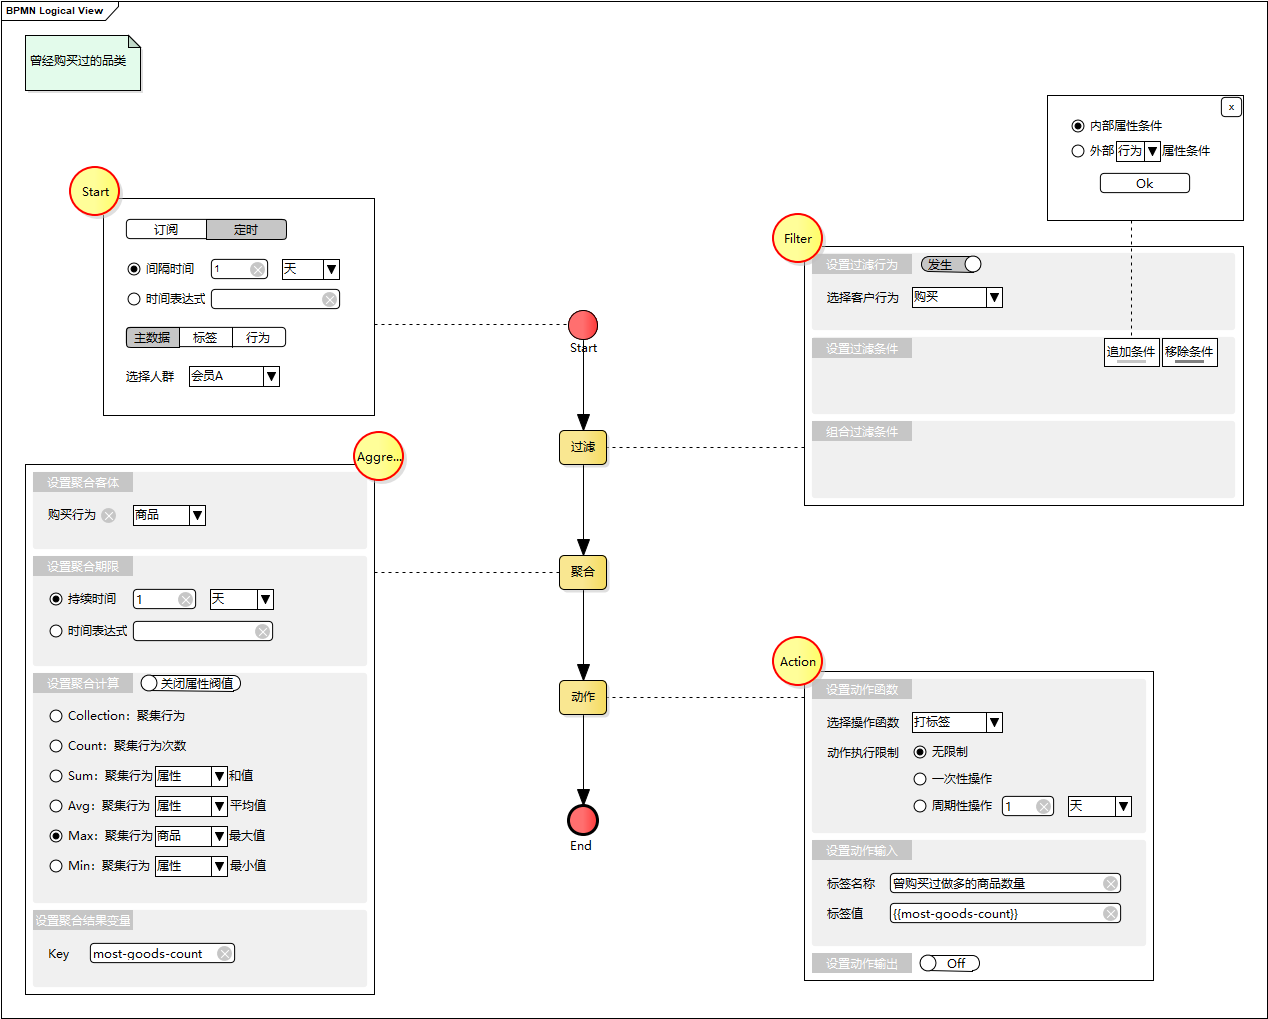 BPMN Logical View
曾经购买过的品类
x
内部属性条件
外部 行为 属性条件
Ok
Start
订阅 定时
间隔时间 1 天
时间表达式
主数据 标签 行为
选择人群 会员A
Filter
设置过滤行为 发生
选择客户行为 购买
设置过滤条件
追加条件 移除条件
组合过滤条件
Start
过滤
聚合
动作
End
Aggre...
设置聚合客体
购买行为 商品
设置聚合期限
持续时间 1 天
时间表达式
设置聚合计算 关闭属性阀值
Collection：聚集行为
Count：聚集行为次数
Sum：聚集行为 属性 和值
Avg：聚集行为 属性 平均值
Max：聚集行为 商品 最大值
Min：聚集行为 属性 最小值
设置聚合结果变量
Key most-goods-count
Action
设置动作函数
选择操作函数 打标签
动作执行限制 无限制
一次性操作
周期性操作 1 天
设置动作输入
标签名称 曾购买过做多的商品数量
标签值 {{most-goods-count}}
设置动作输出 Off